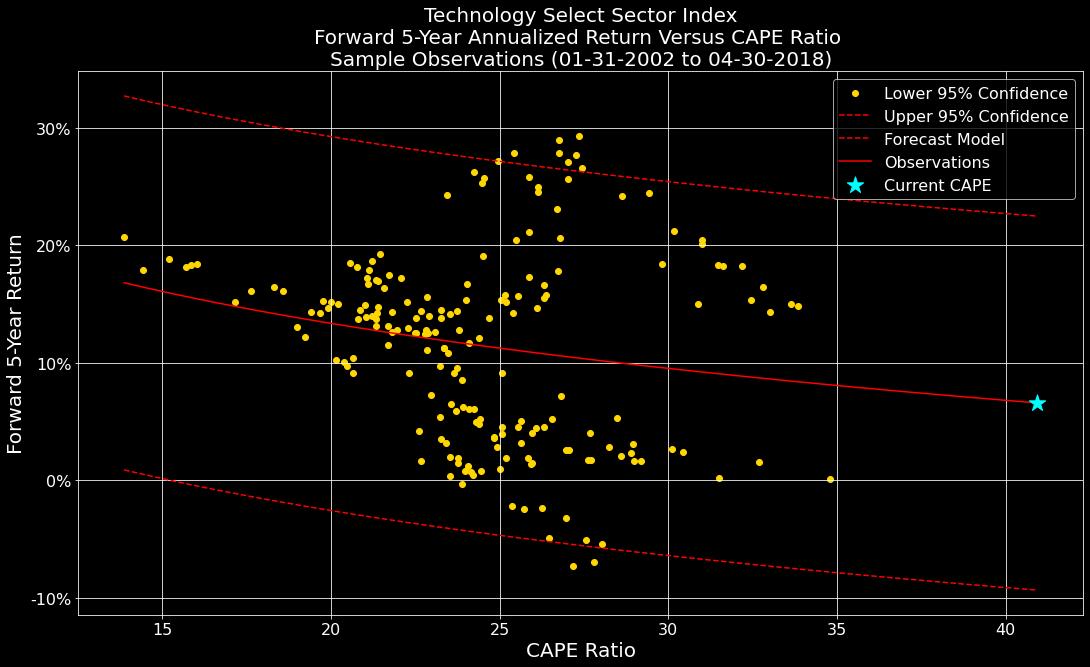 Technology Select Sector Index
Forward 5-Year Annualized Return Versus CAPE Ratio
Sample Observations (01-31-2002 to 04-30-2018)
Lower 95% Confidence
Upper 95% Confidence
Forecast Model
Observations
Current CAPE
Forward 5-Year Return
30%
20%
10%
0%
-10%
15
20
25
30
35
40
CAPE Ratio